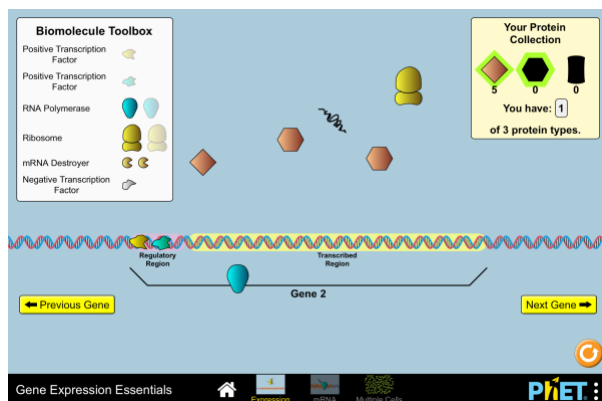 Biomolecule Toolbox
Positive Transcription
Factor
Positive Transcription
Factor
RNA Polymerase
Ribosome
mRNA Destroyer
Negative Transcription
Factor
Your Protein
Collection
5 0 0
You have: 1
of 3 protein types.
Regulatory
Region
Transcribed
Region
Gene 2
Previous Gene
Next Gene
Gene Expression Essentials
Expression
mRNA
Multiple Cells
PhET